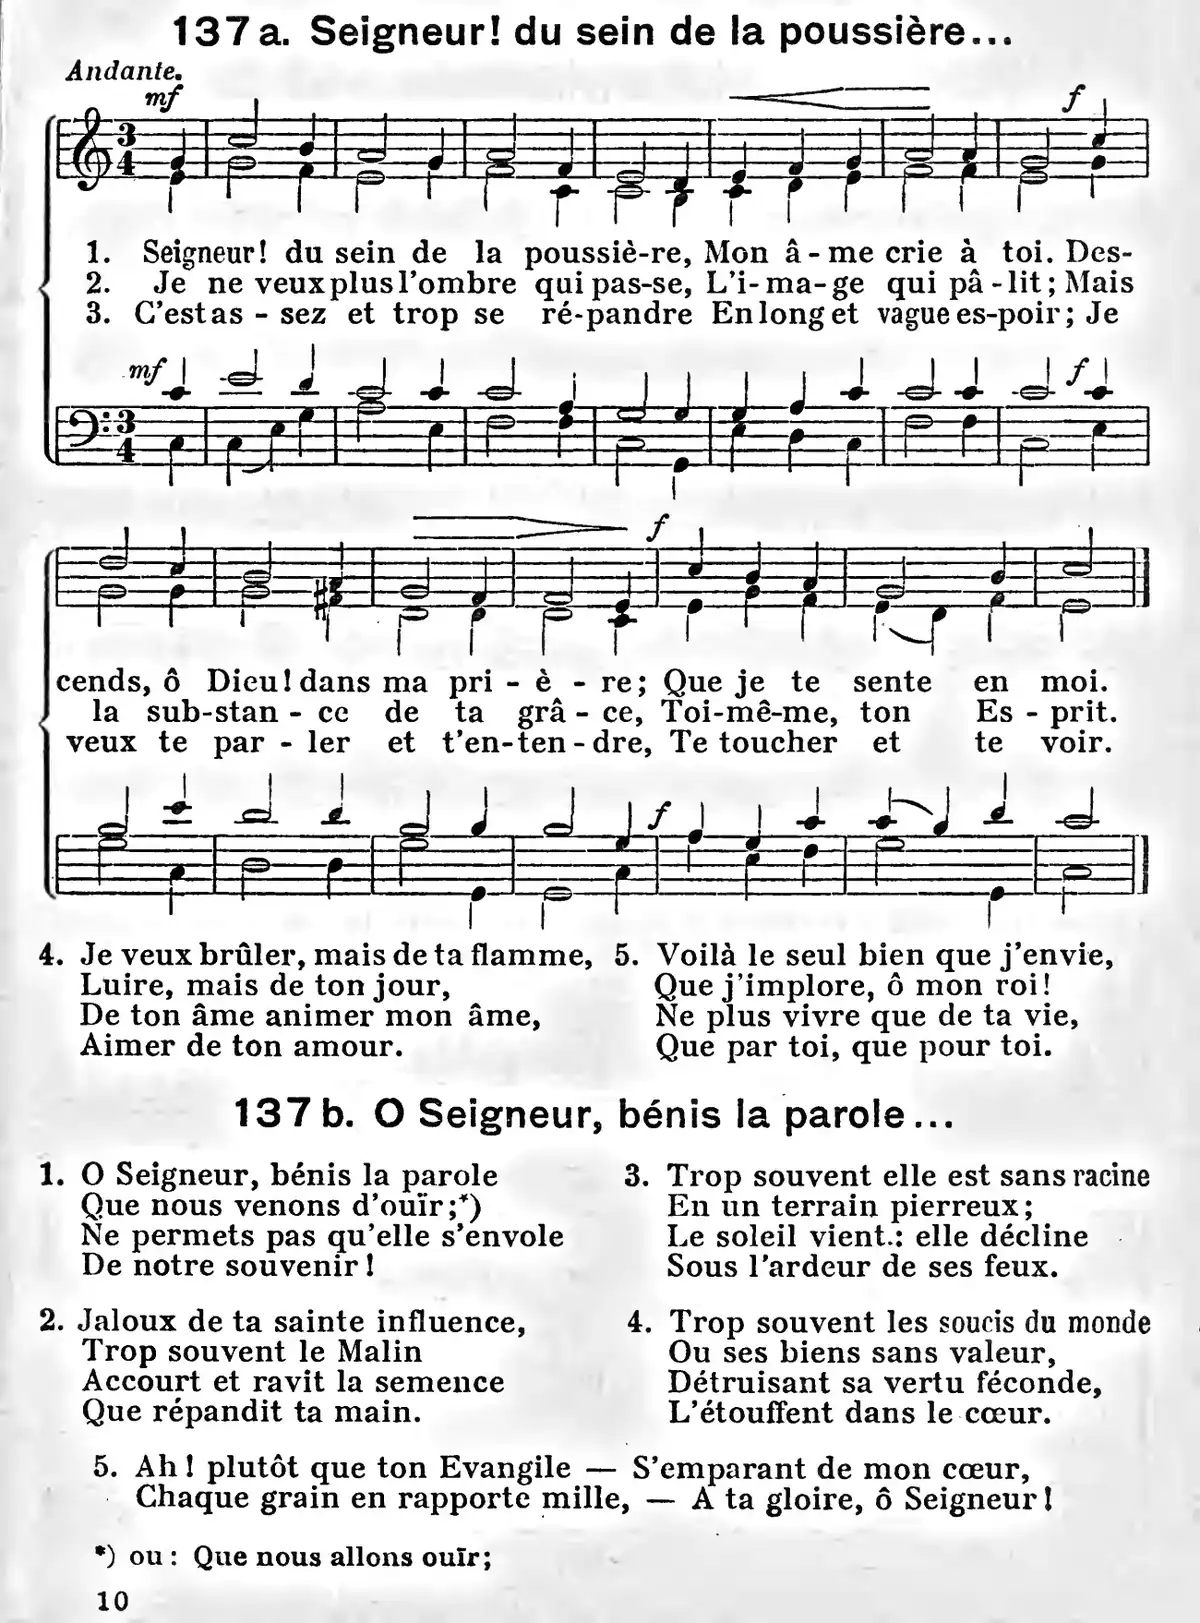 137 a. Seigneur! du sein de la poussière...
Andante.
mf
f
3
4
1. Seigneur! du sein de la poussiè-re, Mon â - me crie à toi. Des-
2. Je ne veux plus l'ombre qui pas-se, L'i- ma- ge qui pâ - lit; Mais
3. C'est as - sez et trop se ré-pandre En long et vague es-poir; Je
mf
f
3
4
f
cends, ô Dieu! dans ma pri - è - re; Que je te sente en moi.
la sub-stan - ce de ta grâ - ce, Toi-même, ton Es - prit.
veux te par - ler et t'en-ten - dre, Te toucher et te voir.
f
4. Je veux brûler, mais de ta flamme,
Luire, mais de ton jour,
De ton âme animer mon âme,
Aimer de ton amour.
5. Voilà le seul bien que j'envie,
Que j'implore, ô mon roi!
Ne plus vivre que de ta vie,
Que par toi, que pour toi.
137 b. O Seigneur, bénis la parole...
1. O Seigneur, bénis la parole
Que nous venons d'ouïr;*)
Ne permets pas qu'elle s'envole
De notre souvenir!
2. Jaloux de ta sainte influence,
Trop souvent le Malin
Accourt et ravit la semence
Que répandit ta main.
3. Trop souvent elle est sans racine
En un terrain pierreux;
Le soleil vient.: elle décline
Sous l'ardeur de ses feux.
4. Trop souvent les soucis du monde
Ou ses biens sans valeur,
Détruisant sa vertu féconde,
L'étouffent dans le cœur.
5. Ah! plutôt que ton Evangile — S'emparant de mon cœur,
Chaque grain en rapporte mille, — A ta gloire, ô Seigneur!
*) ou : Que nous allons ouïr;
10